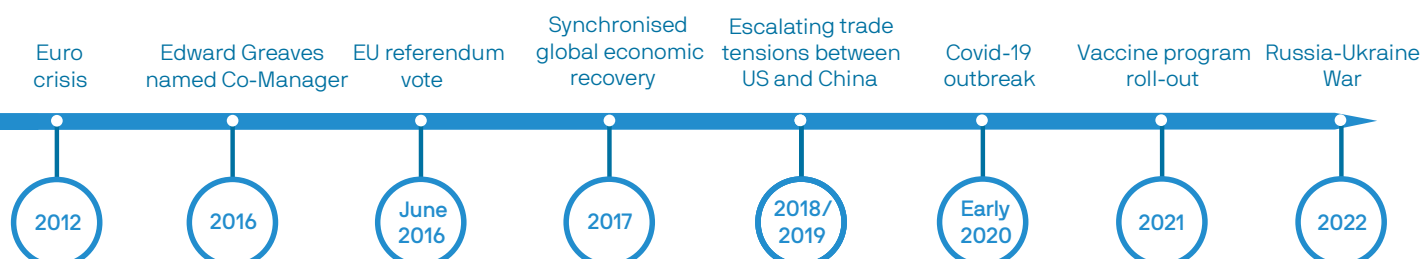 Euro
crisis
Edward Greaves
named Co-Manager
EU referendum
vote
Synchronised
global economic
recovery
Escalating trade
tensions between
US and China
Covid-19
outbreak
Vaccine program
roll-out
Russia-Ukraine
War
2012
2016
June
2016
2017
2018/
2019
Early
2020
2021
2022